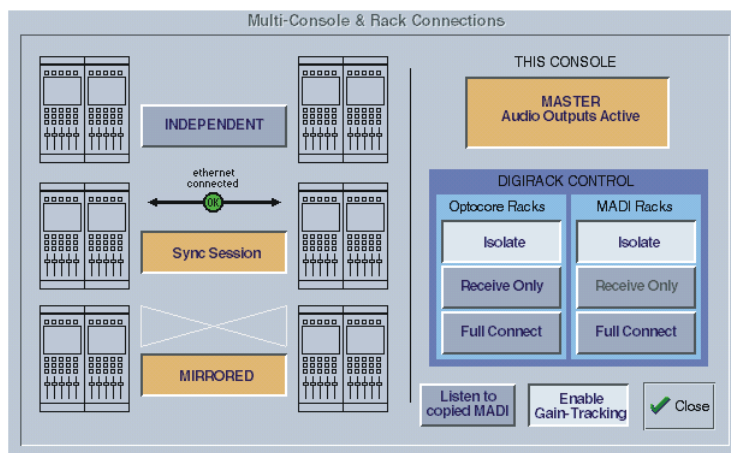 Multi-Console & Rack Connections
INDEPENDENT
ethernet
connected
OK
Sync Session
MIRRORED
THIS CONSOLE
MASTER
Audio Outputs Active
DIGIRACK CONTROL
Optocore Racks
Isolate
Receive Only
Full Connect
MADI Racks
Isolate
Receive Only
Full Connect
Listen to
copied MADI
Enable
Gain-Tracking
Close